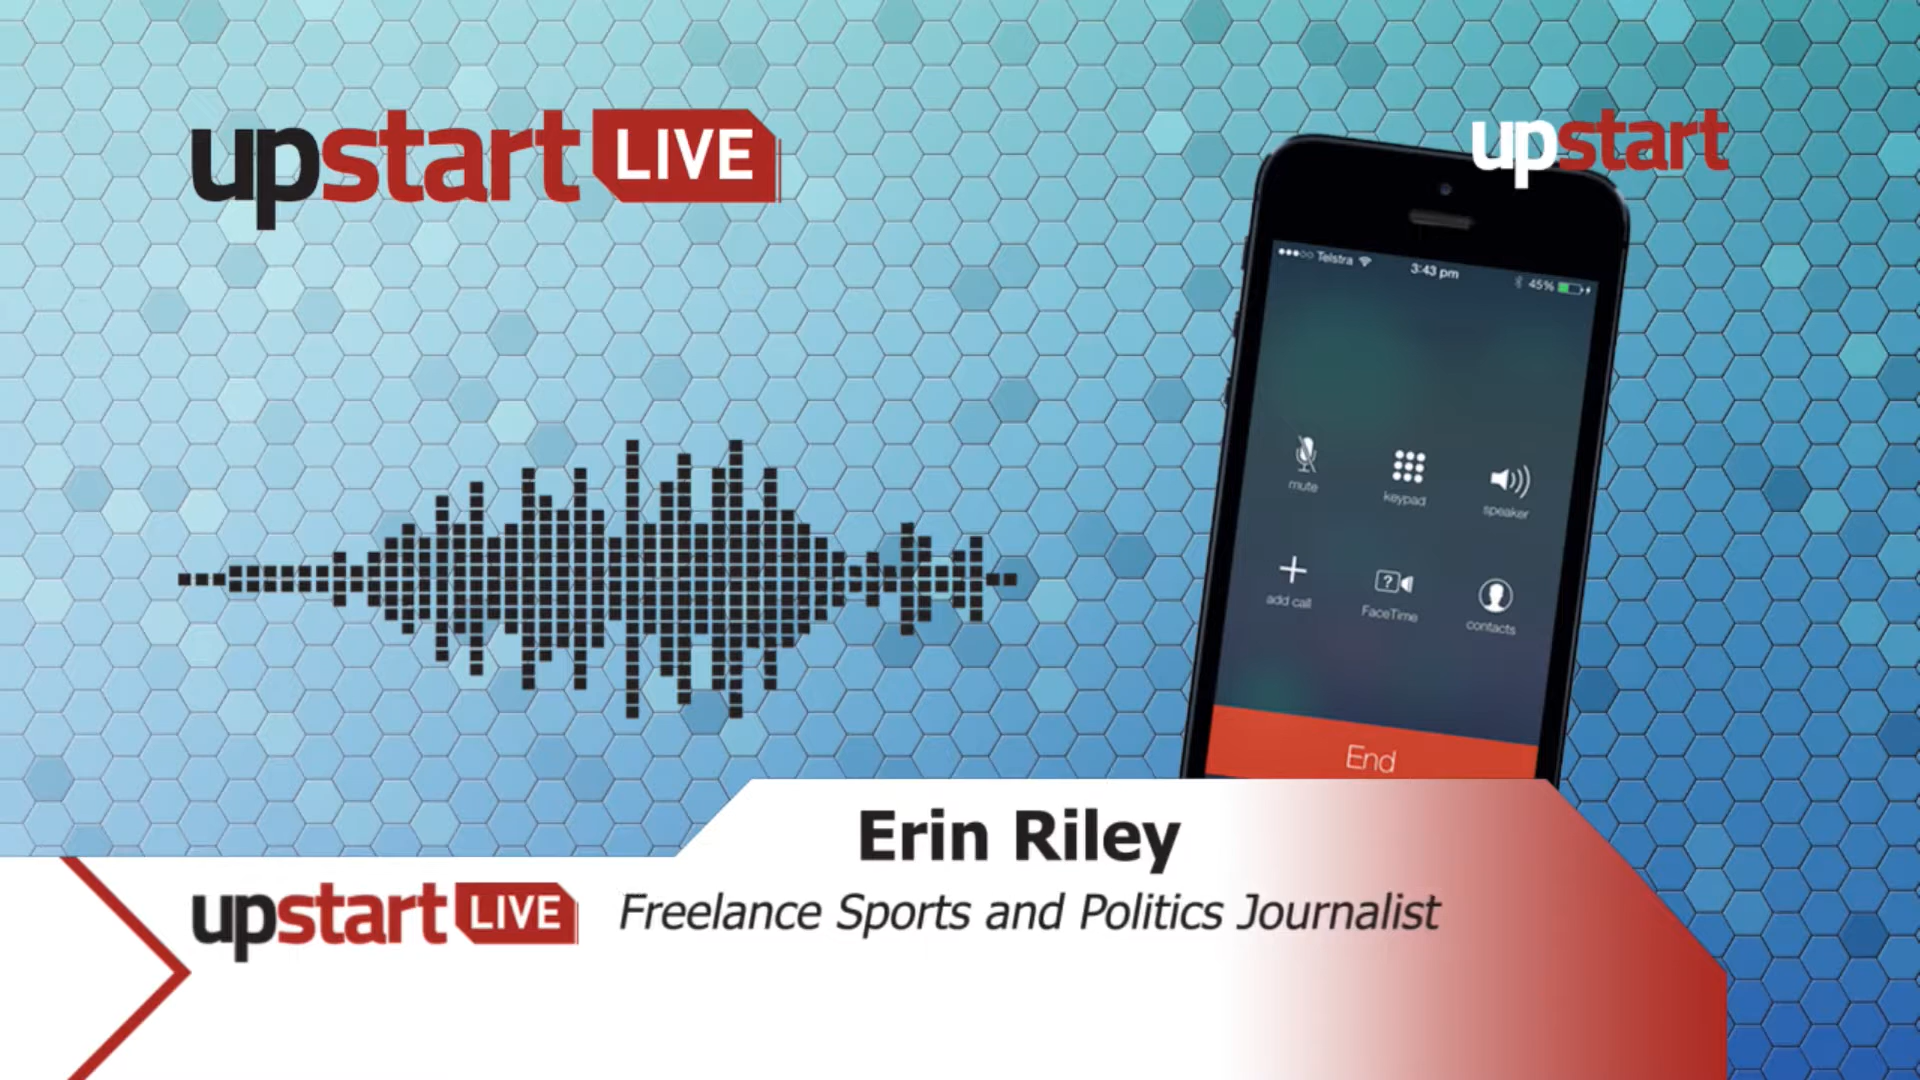 upstart LIVE
upstart
Telstra 3:43 pm 45%
mute keypad speaker
add call FaceTime contacts
End
Erin Riley
upstart LIVE Freelance Sports and Politics Journalist